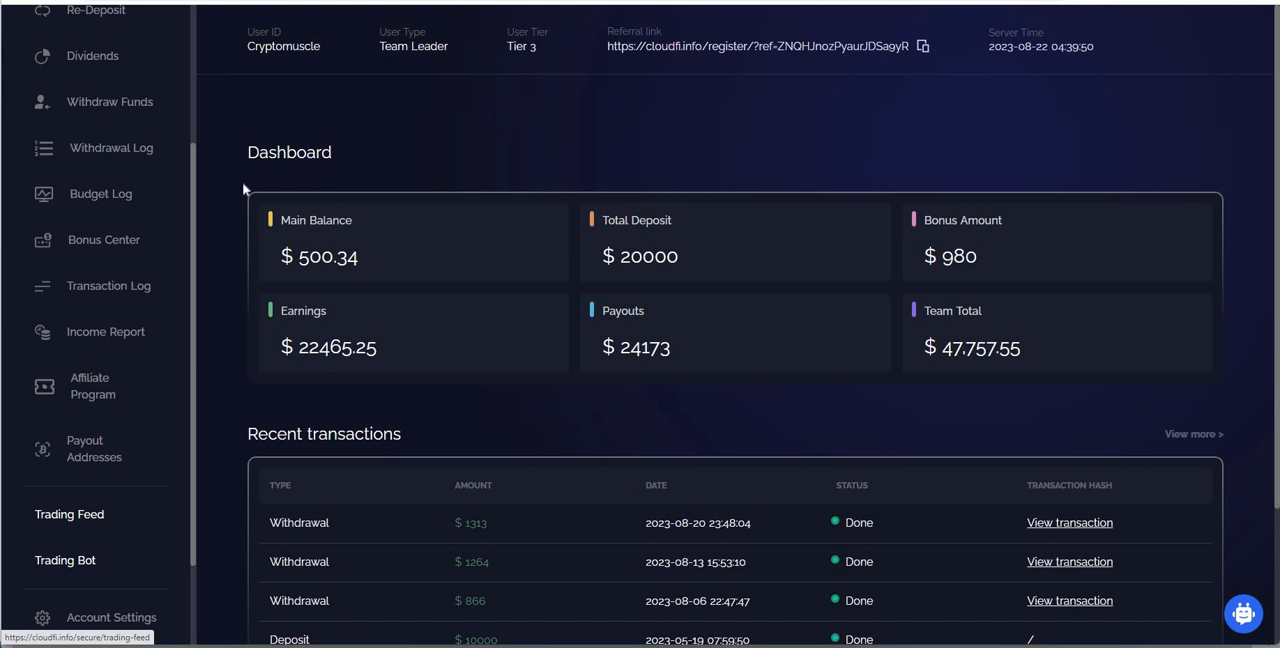 Re-Deposit
Dividends
Withdraw Funds
Withdrawal Log
Budget Log
Bonus Center
Transaction Log
Income Report
Affiliate
Program
Payout
Addresses
Trading Feed
Trading Bot
Account Settings
https://cloudfi.info/secure/trading-feed
User ID
Cryptomuscle
User Type
Team Leader
User Tier
Tier 3
Referral link
https://cloudfi.info/register/?ref=ZNQHJnozPyaurJDSa9yR
Server Time
2023-08-22 04:39:50
Dashboard
Main Balance
$ 500.34
Total Deposit
$ 20000
Bonus Amount
$ 980
Earnings
$ 22465.25
Payouts
$ 24173
Team Total
$ 47,757.55
Recent transactions
View more >
TYPE AMOUNT DATE STATUS TRANSACTION HASH
Withdrawal $ 1313 2023-08-20 23:48:04 Done View transaction
Withdrawal $ 1264 2023-08-13 15:53:10 Done View transaction
Withdrawal $ 866 2023-08-06 22:47:47 Done View transaction
Deposit $ 10000 2023-05-19 07:59:50 Done /